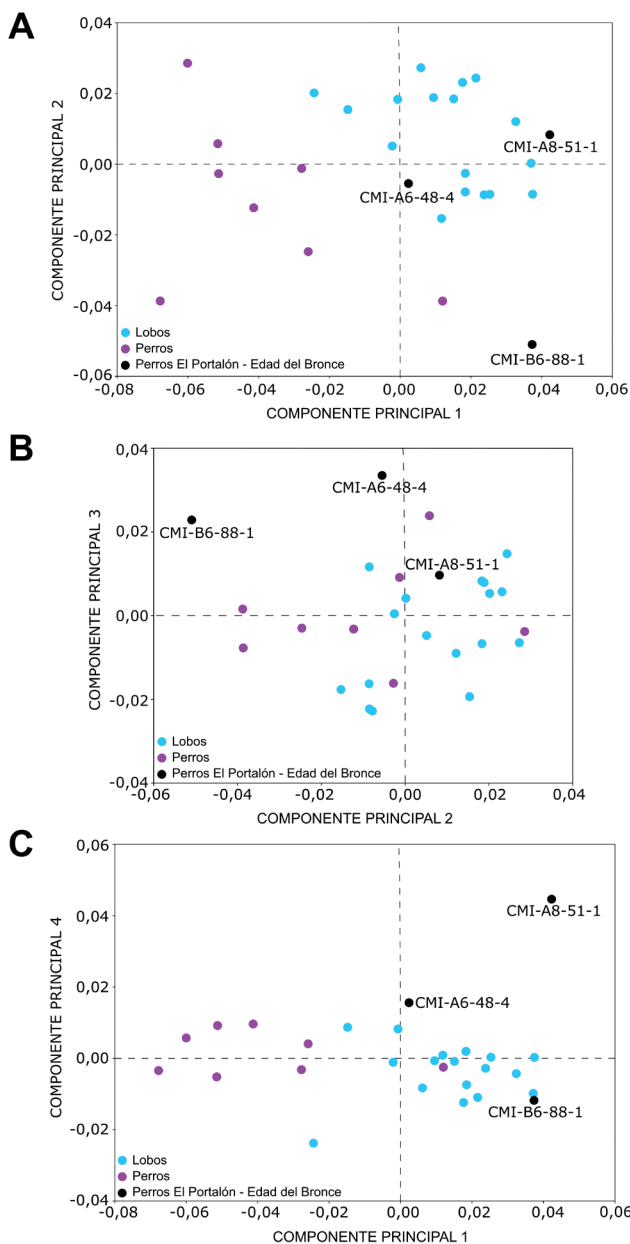 A
COMPONENTE PRINCIPAL 2
0,04
0,02
0,00
-0,02
-0,04
-0,06
CMI-A8-51-1
CMI-A6-48-4
CMI-B6-88-1
Lobos
Perros
Perros El Portalón - Edad del Bronce
-0,08 -0,06 -0,04 -0,02 0,00 0,02 0,04 0,06
COMPONENTE PRINCIPAL 1
B
COMPONENTE PRINCIPAL 3
0,04
0,02
0,00
-0,02
-0,04
CMI-A6-48-4
CMI-B6-88-1
CMI-A8-51-1
Lobos
Perros
Perros El Portalón - Edad del Bronce
-0,06 -0,04 -0,02 0,00 0,02 0,04
COMPONENTE PRINCIPAL 2
C
COMPONENTE PRINCIPAL 4
0,06
0,04
0,02
0,00
-0,02
-0,04
CMI-A8-51-1
CMI-A6-48-4
CMI-B6-88-1
Lobos
Perros
Perros El Portalón - Edad del Bronce
-0,08 -0,06 -0,04 -0,02 0,00 0,02 0,04 0,06
COMPONENTE PRINCIPAL 1